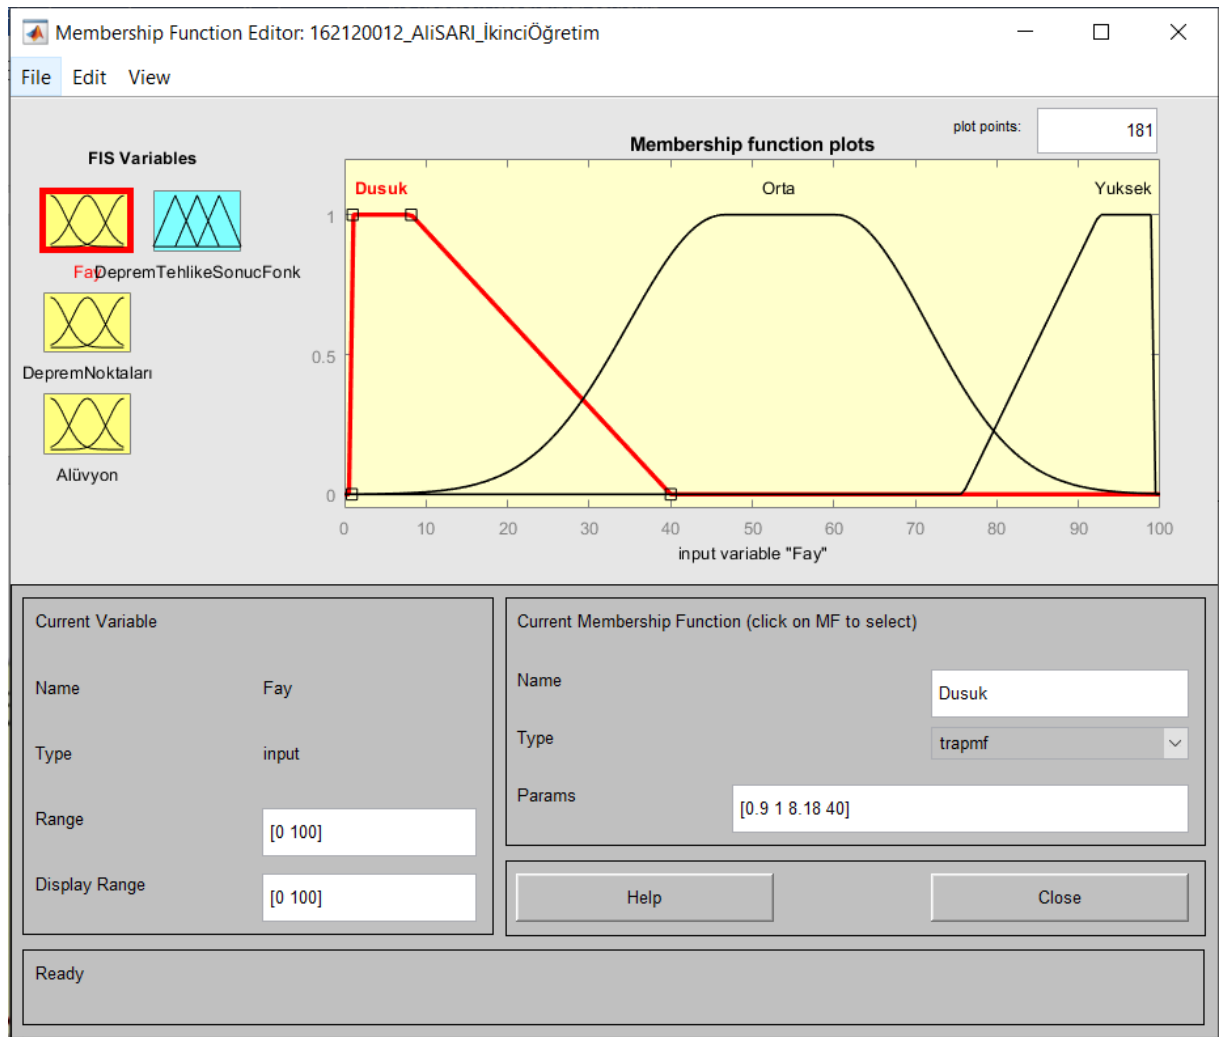 Membership Function Editor: 162120012_AliSARI_İkinciÖğretim
File Edit View
plot points: 181
FIS Variables
Membership function plots
Dusuk Orta Yuksek
Fay
DepremTehlikeSonucFonk
DepremNoktaları
Alüvyon
1
0.5
0
0 10 20 30 40 50 60 70 80 90 100
input variable "Fay"
Current Variable
Name Fay
Type input
Range [0 100]
Display Range [0 100]
Current Membership Function (click on MF to select)
Name Dusuk
Type trapmf
Params [0.9 1 8.18 40]
Help Close
Ready